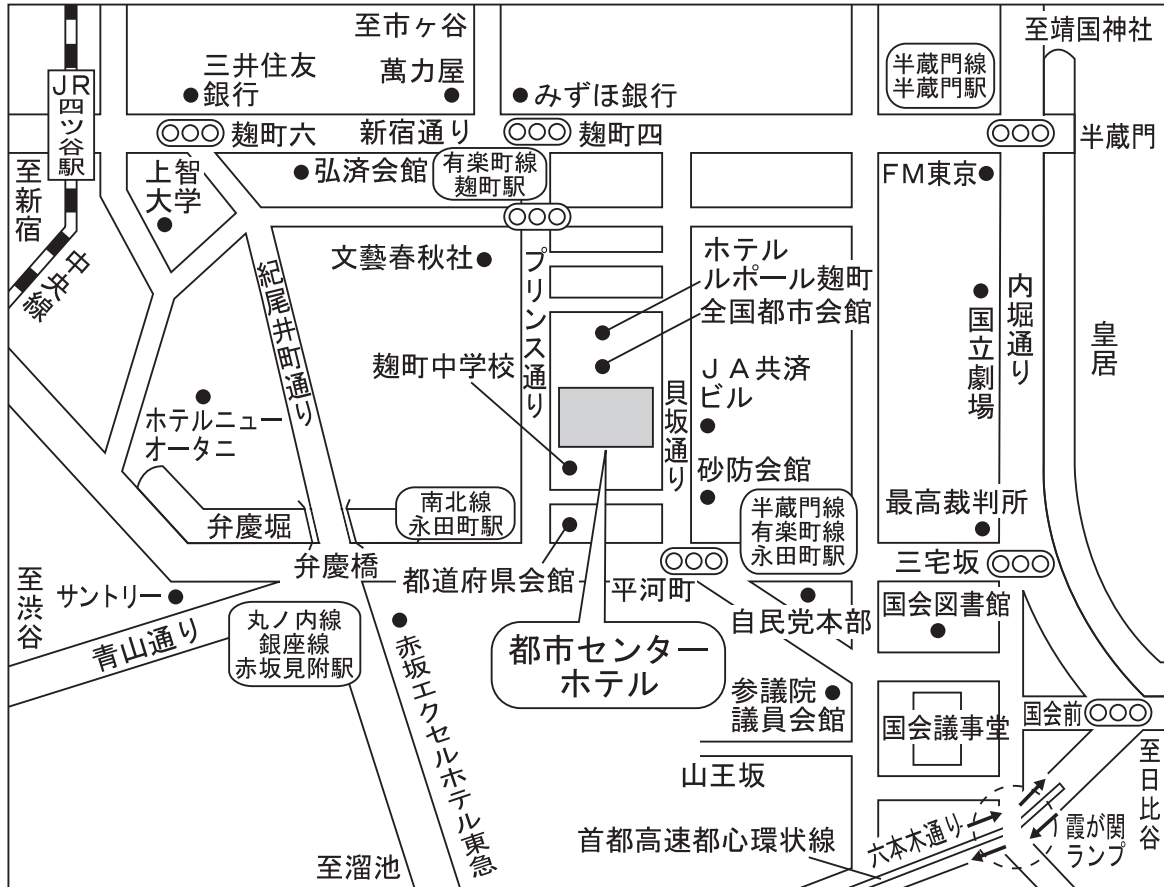 至市ヶ谷
至靖国神社
三井住友
銀行
萬力屋
みずほ銀行
半蔵門線
半蔵門駅
JR四ツ谷駅
麹町六
新宿通り
麹町四
半蔵門
至新宿
上智
大学
弘済会館
有楽町線
麹町駅
FM東京
中央線
紀尾井町通り
文藝春秋社
プリンス通り
ホテル
ルポール麹町
全国都市会館
国立劇場
内堀通り
皇居
麹町中学校
JA共済
ビル
貝坂通り
ホテルニュー
オータニ
砂防会館
南北線
永田町駅
半蔵門線
有楽町線
永田町駅
最高裁判所
弁慶堀
弁慶橋
都道府県会館
平河町
三宅坂
至渋谷
サントリー
青山通り
丸ノ内線
銀座線
赤坂見附駅
赤坂エクセルホテル東急
都市センター
ホテル
自民党本部
国会図書館
参議院
議員会館
国会議事堂
国会前
山王坂
至日比谷
首都高速都心環状線
六本木通り
霞が関
ランプ
至溜池